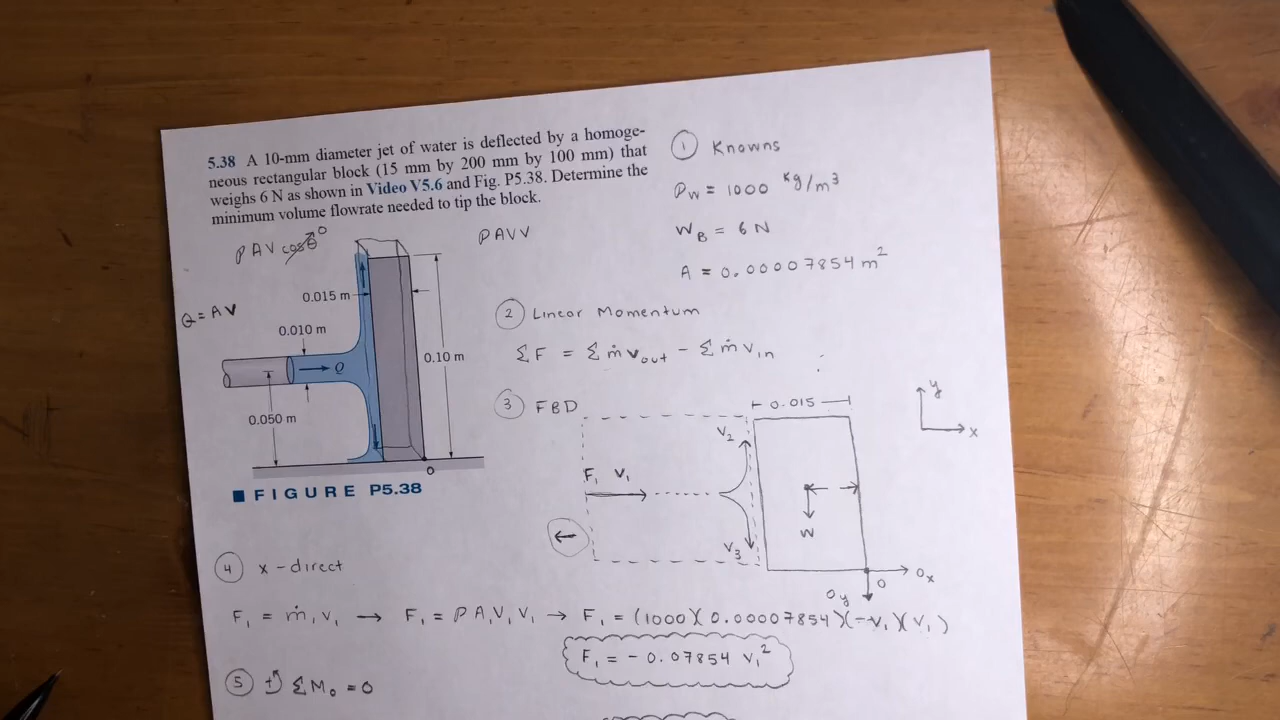 5.38 A 10-mm diameter jet of water is deflected by a homoge-
neous rectangular block (15 mm by 200 mm by 100 mm) that
weighs 6 N as shown in Video V5.6 and Fig. P5.38. Determine the
minimum volume flowrate needed to tip the block.
ρAV cosθ 0
ρAVV
Q = AV
0.015 m
0.010 m
Q
0.10 m
0.050 m
O
FIGURE P5.38
① Knowns
ρw = 1000 kg/m³
WB = 6 N
A = 0.00007854 m²
② Linear Momentum
ΣF = Σṁvout - Σṁvin
③ FBD
0.015
y
x
V2
F1 V1
W
V3
O
Ox
Oy
④ x-direct
F1 = ṁ1v1 → F1 = ρA1V1V1 → F1 = (1000)(0.00007854)(-V1)(V1)
F1 = -0.07854 V1²
⑤ + ΣMo = 0